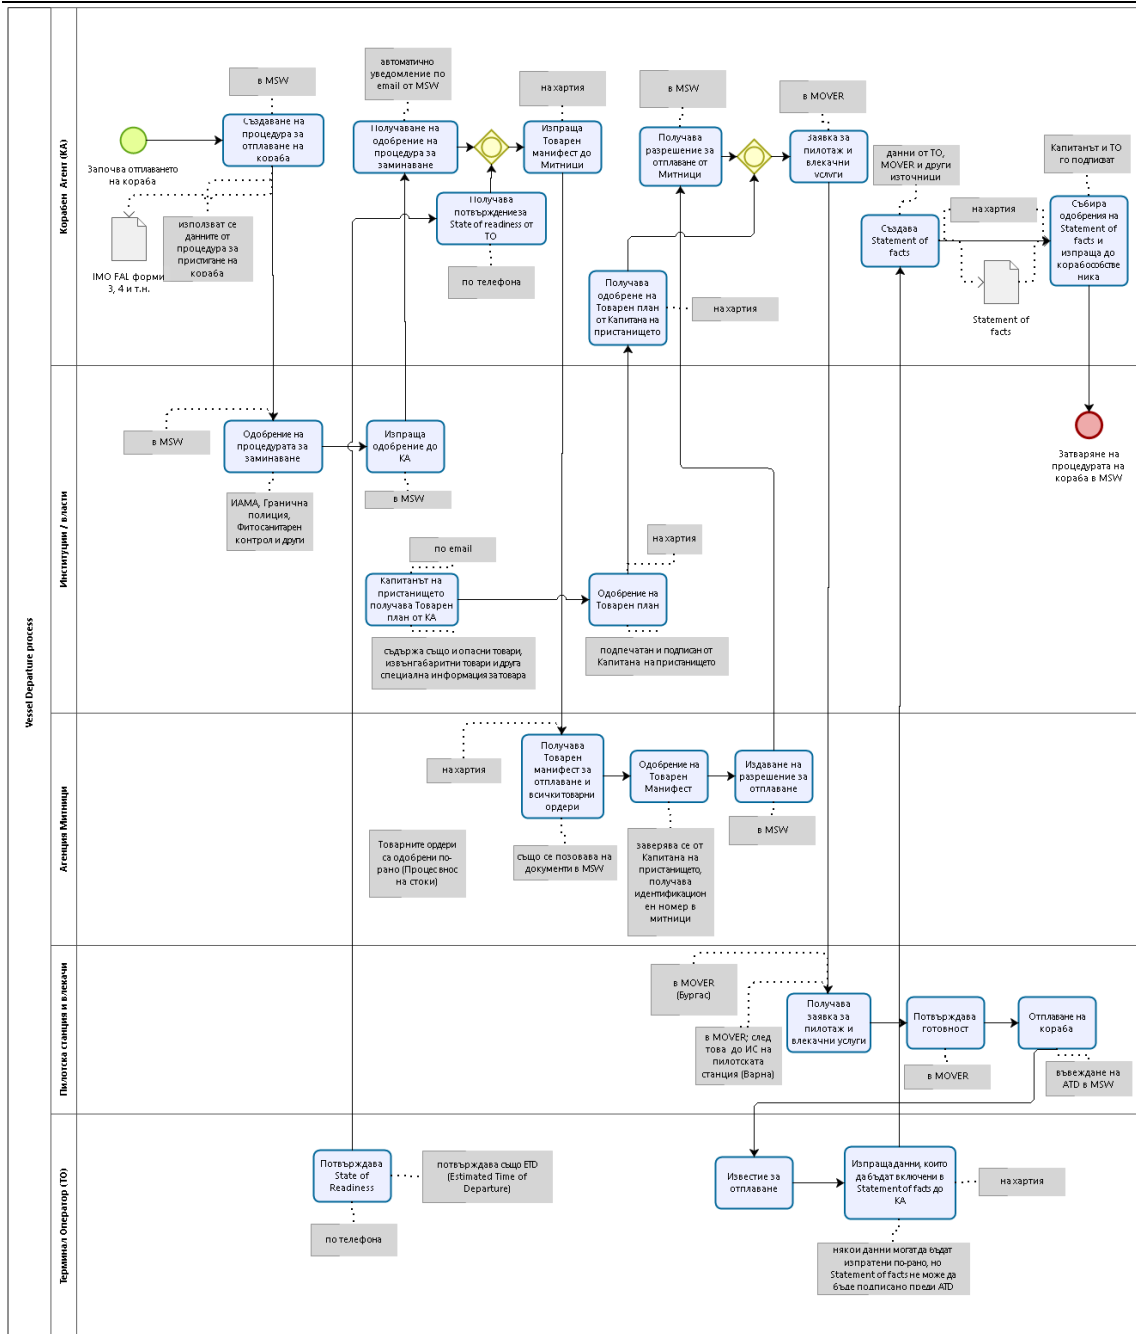 Vessel Departure process
Корабен Агент (КА)
Започва отплаването
на кораба
в MSW
Създаване на
процедура за
отплаване на
кораба
IMO FAL форми
3, 4 и т.н.
използват се
данните от
процедура за
пристигане на
кораба
автоматично
уведомление по
email от MSW
Получаване на
одобрение на
процедура за
заминаване
Получава
потвърждение за
State of readiness от
ТО
по телефона
на хартия
Изпраща
Товарен
манифест до
Митници
Получава
одобрене на
Товарен план
от Капитана на
пристанището
на хартия
в MSW
Получава
разрешение за
отплаване от
Митници
в MOVER
Заявка за
пилотаж и
влекачни
услуги
данни от ТО,
MOVER и други
източници
Създава
Statement of
facts
на хартия
Statement of
facts
Капитанът и ТО
го подписват
Събира
одобрения на
Statement of
facts и
изпраща до
корабособстве
ника
Институции / власти
в MSW
Одобрение на
процедурата за
заминаване
ИАМА, Гранична
полиция,
Фитосанитарен
контрол и други
Изпраща
одобрение до
КА
в MSW
по email
Капитанът на
пристанището
получава Товарен
план от КА
съдържа също и опасни товари,
извънгабаритни товари и друга
специална информация за товара
на хартия
Одобрение на
Товарен план
подпечатан и подписан от
Капитана на пристанището
Затваряне на
процедурата на
кораба в MSW
Агенция Митници
на хартия
Товарните ордери
са одобрени по-
рано (Процес внос
на стоки)
Получава
Товарен
манифест за
отплаване и
всички товарни
ордери
също се позовава на
документи в MSW
Одобрение на
Товарен
Манифест
заверява се от
Капитана на
пристанището,
получава
идентификацион
ен номер в
митници
Издаване на
разрешение за
отплаване
в MSW
Пилотска станция и влекачи
в MOVER
(Бургас)
в MOVER; след
това до ИС на
пилотската
станция (Варна)
Получава
заявка за
пилотаж и
влекачни услуги
Потвърждава
готовност
в MOVER
Отплаване на
кораба
въвеждане на
ATD в MSW
Терминал Оператор (ТО)
Потвърждава
State of
Readiness
потвърждава също ETD
(Estimated Time of
Departure)
по телефона
Известие за
отплаване
Изпраща данни, които
да бъдат включени в
Statement of facts до
КА
на хартия
някои данни могат да бъдат
изпратени по-рано, но
Statement of facts не може да
бъде подписано преди ATD